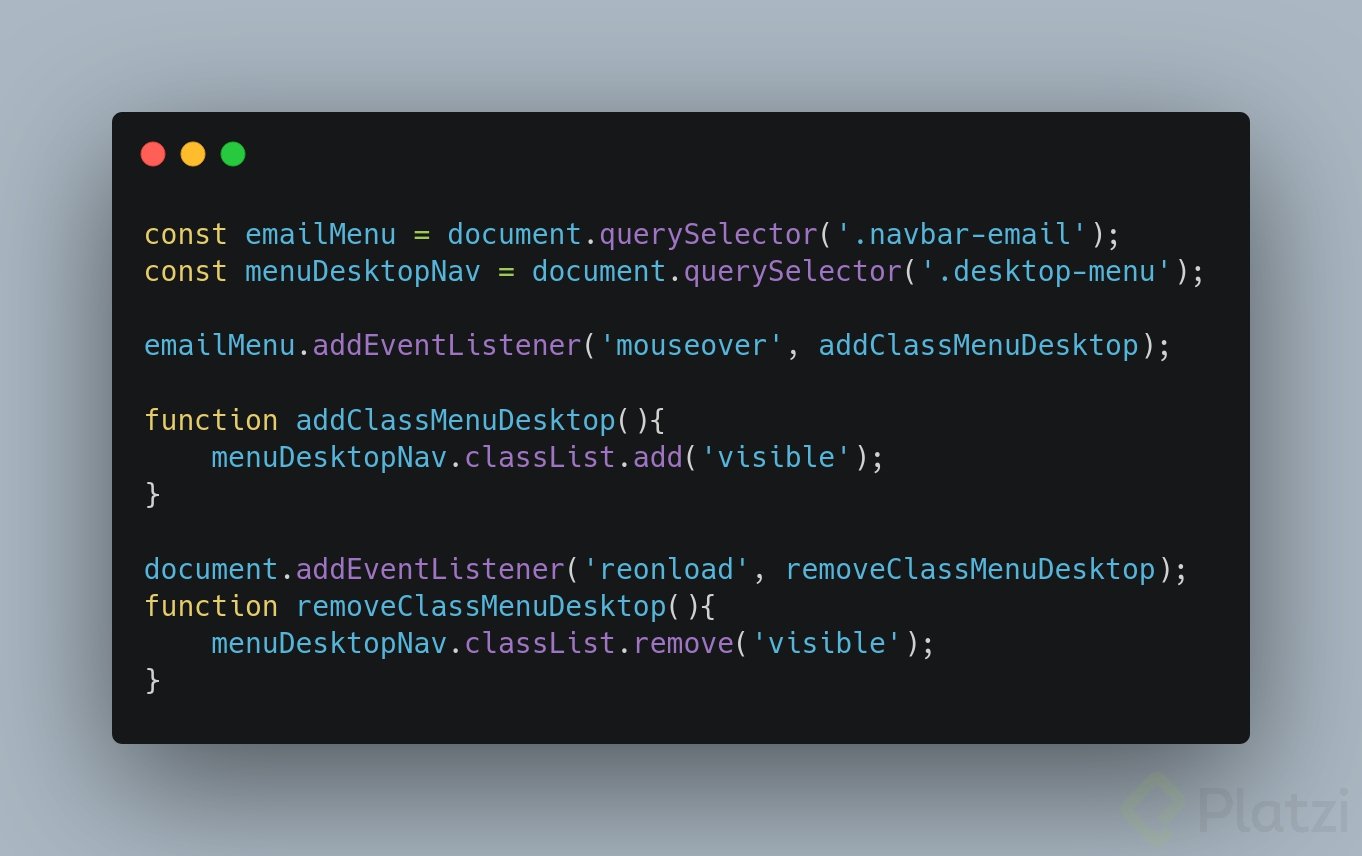 const emailMenu = document.querySelector('.navbar-email');
const menuDesktopNav = document.querySelector('.desktop-menu');

emailMenu.addEventListener('mouseover', addClassMenuDesktop);

function addClassMenuDesktop(){
    menuDesktopNav.classList.add('visible');
}

document.addEventListener('reonload', removeClassMenuDesktop);
function removeClassMenuDesktop(){
    menuDesktopNav.classList.remove('visible');
}
Platzi